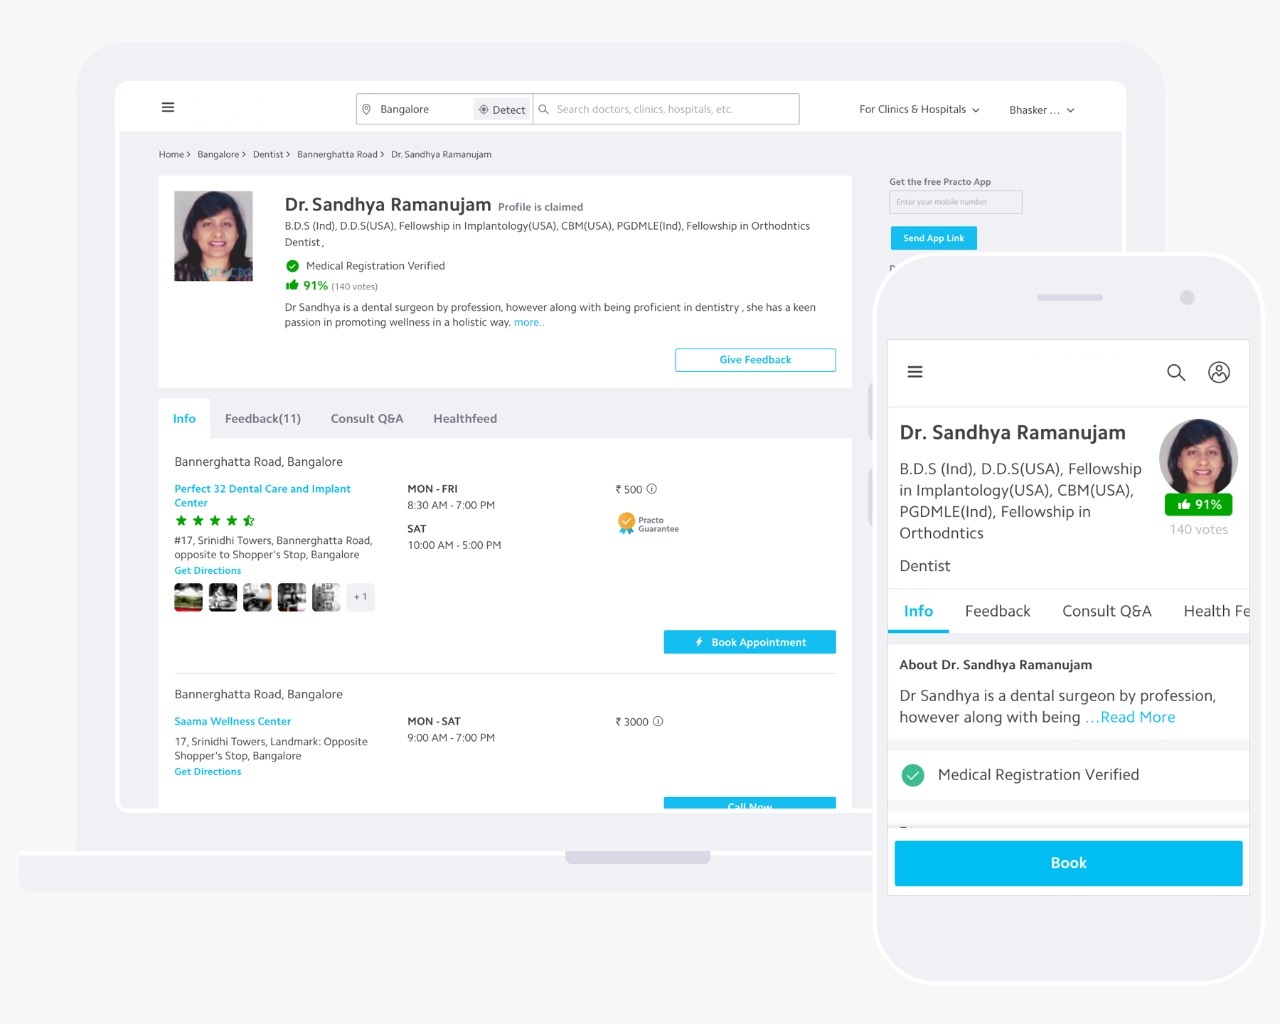 Bangalore
Detect
Search doctors, clinics, hospitals, etc.
For Clinics & Hospitals
Bhasker ...
Home > Bangalore > Dentist > Bannerghatta Road > Dr. Sandhya Ramanujam
practo
Dr. Sandhya Ramanujam Profile is claimed
B.D.S (Ind), D.D.S(USA), Fellowship in Implantology(USA), CBM(USA), PGDMLE(Ind), Fellowship in Orthodntics
Dentist ,
Medical Registration Verified
91% (140 votes)
Dr Sandhya is a dental surgeon by profession, however along with being proficient in dentistry , she has a keen
passion in promoting wellness in a holistic way. more..
Give Feedback
Get the free Practo App
Enter your mobile number
Send App Link
Info
Feedback(11)
Consult Q&A
Healthfeed
Bannerghatta Road, Bangalore
Perfect 32 Dental Care and Implant
Center
#17, Srinidhi Towers, Bannerghatta Road,
opposite to Shopper's Stop, Bangalore
Get Directions
+ 1
MON - FRI
8:30 AM - 7:00 PM
SAT
10:00 AM - 5:00 PM
₹ 500
Practo
Guarantee
Book Appointment
Bannerghatta Road, Bangalore
Saama Wellness Center
17, Srinidhi Towers, Landmark: Opposite
Shopper's Stop, Bangalore
Get Directions
MON - SAT
9:00 AM - 7:00 PM
₹ 3000
Call Now
Dr. Sandhya Ramanujam
B.D.S (Ind), D.D.S(USA), Fellowship
in Implantology(USA), CBM(USA),
PGDMLE(Ind), Fellowship in
Orthodntics
Dentist
91%
140 votes
Info
Feedback
Consult Q&A
Health Fe
About Dr. Sandhya Ramanujam
Dr Sandhya is a dental surgeon by profession,
however along with being ...Read More
Medical Registration Verified
Book